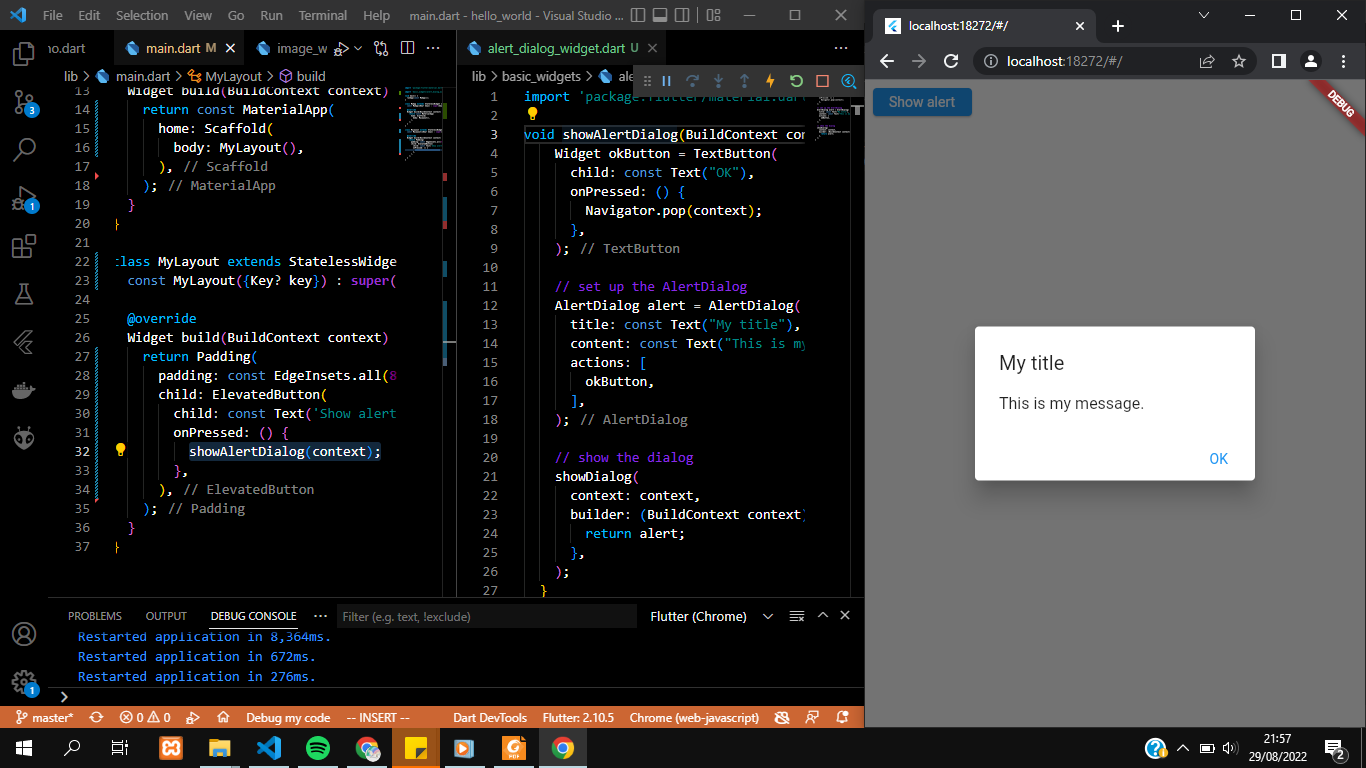 File Edit Selection View Go Run Terminal Help main.dart - hello_world - Visual Studio ...
no.dart main.dart M image_w
lib > main.dart > MyLayout > build
13 Widget build(BuildContext context)
14 return const MaterialApp(
15 home: Scaffold(
16 body: MyLayout(),
17 ), // Scaffold
18 ); // MaterialApp
19 }
20 }
21
22 class MyLayout extends StatelessWidge
23 const MyLayout({Key? key}) : super(
24
25 @override
26 Widget build(BuildContext context)
27 return Padding(
28 padding: const EdgeInsets.all(8
29 child: ElevatedButton(
30 child: const Text('Show alert
31 onPressed: () {
32 showAlertDialog(context);
33 },
34 ), // ElevatedButton
35 ); // Padding
36 }
37 }
alert_dialog_widget.dart U
lib > basic_widgets > ale
1 import 'package:flutter/material.dart
2
3 void showAlertDialog(BuildContext con
4 Widget okButton = TextButton(
5 child: const Text("OK"),
6 onPressed: () {
7 Navigator.pop(context);
8 },
9 ); // TextButton
10
11 // set up the AlertDialog
12 AlertDialog alert = AlertDialog(
13 title: const Text("My title"),
14 content: const Text("This is my
15 actions: [
16 okButton,
17 ],
18 ); // AlertDialog
19
20 // show the dialog
21 showDialog(
22 context: context,
23 builder: (BuildContext context)
24 return alert;
25 },
26 );
27 }
PROBLEMS OUTPUT DEBUG CONSOLE ... Filter (e.g. text, !exclude) Flutter (Chrome)
Restarted application in 8,364ms.
Restarted application in 672ms.
Restarted application in 276ms.
master* 0 0 Debug my code -- INSERT -- Dart DevTools Flutter: 2.10.5 Chrome (web-javascript)
3
1
1
localhost:18272/#/
localhost:18272/#/
Show alert
DEBUG
My title
This is my message.
OK
21:57
29/08/2022
2